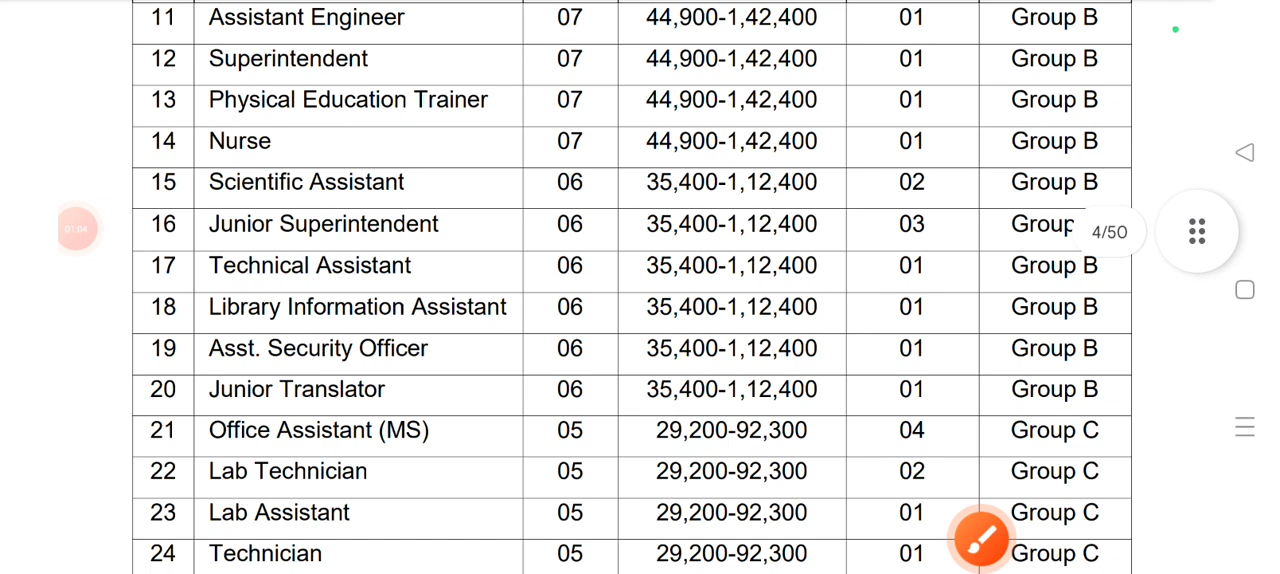 11 Assistant Engineer 07 44,900-1,42,400 01 Group B
12 Superintendent 07 44,900-1,42,400 01 Group B
13 Physical Education Trainer 07 44,900-1,42,400 01 Group B
14 Nurse 07 44,900-1,42,400 01 Group B
15 Scientific Assistant 06 35,400-1,12,400 02 Group B
16 Junior Superintendent 06 35,400-1,12,400 03 Group
01:04
4/50
17 Technical Assistant 06 35,400-1,12,400 01 Group B
18 Library Information Assistant 06 35,400-1,12,400 01 Group B
19 Asst. Security Officer 06 35,400-1,12,400 01 Group B
20 Junior Translator 06 35,400-1,12,400 01 Group B
21 Office Assistant (MS) 05 29,200-92,300 04 Group C
22 Lab Technician 05 29,200-92,300 02 Group C
23 Lab Assistant 05 29,200-92,300 01 Group C
24 Technician 05 29,200-92,300 01 Group C